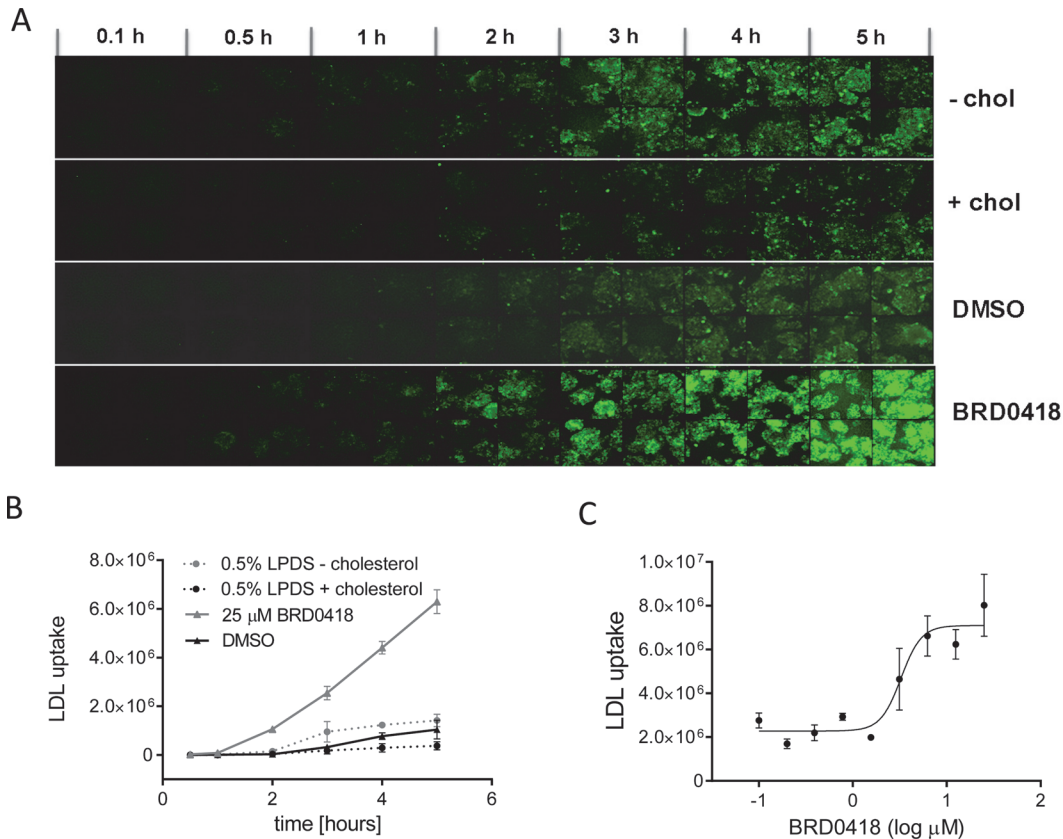 A
0.1 h 0.5 h 1 h 2 h 3 h 4 h 5 h
- chol
+ chol
DMSO
BRD0418
B
8.0×10⁶
6.0×10⁶
4.0×10⁶
2.0×10⁶
0
LDL uptake
0.5% LPDS - cholesterol
0.5% LPDS + cholesterol
25 μM BRD0418
DMSO
0 2 4 6
time [hours]
C
1.0×10⁷
8.0×10⁶
6.0×10⁶
4.0×10⁶
2.0×10⁶
0
LDL uptake
-1 0 1 2
BRD0418 (log μM)